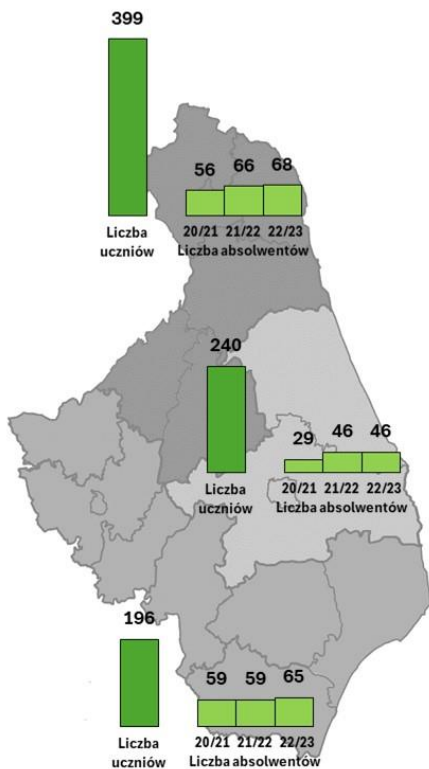 399
56 66 68
20/21 21/22 22/23
Liczba absolwentów
Liczba
uczniów
240
29 46 46
20/21 21/22 22/23
Liczba absolwentów
Liczba
uczniów
196
59 59 65
20/21 21/22 22/23
Liczba absolwentów
Liczba
uczniów